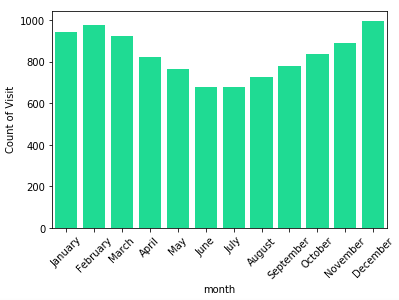 1000
800
600
400
200
0
Count of Visit
January
February
March
April
May
June
July
August
September
October
November
December
month